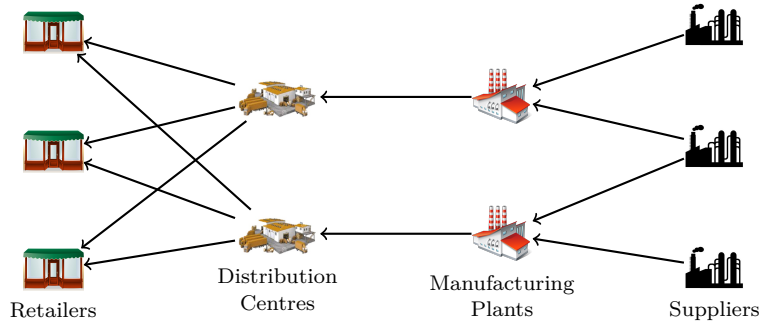 Distribution
Centres
Manufacturing
Plants
Retailers
Suppliers